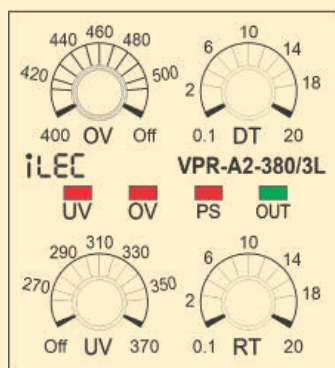 440 460 480
420 500
400 OV Off
6 10 14
2 18
0.1 DT 20
iLEC VPR-A2-380/3L
UV OV PS OUT
290 310 330
270 350
Off UV 370
6 10 14
2 18
0.1 RT 20